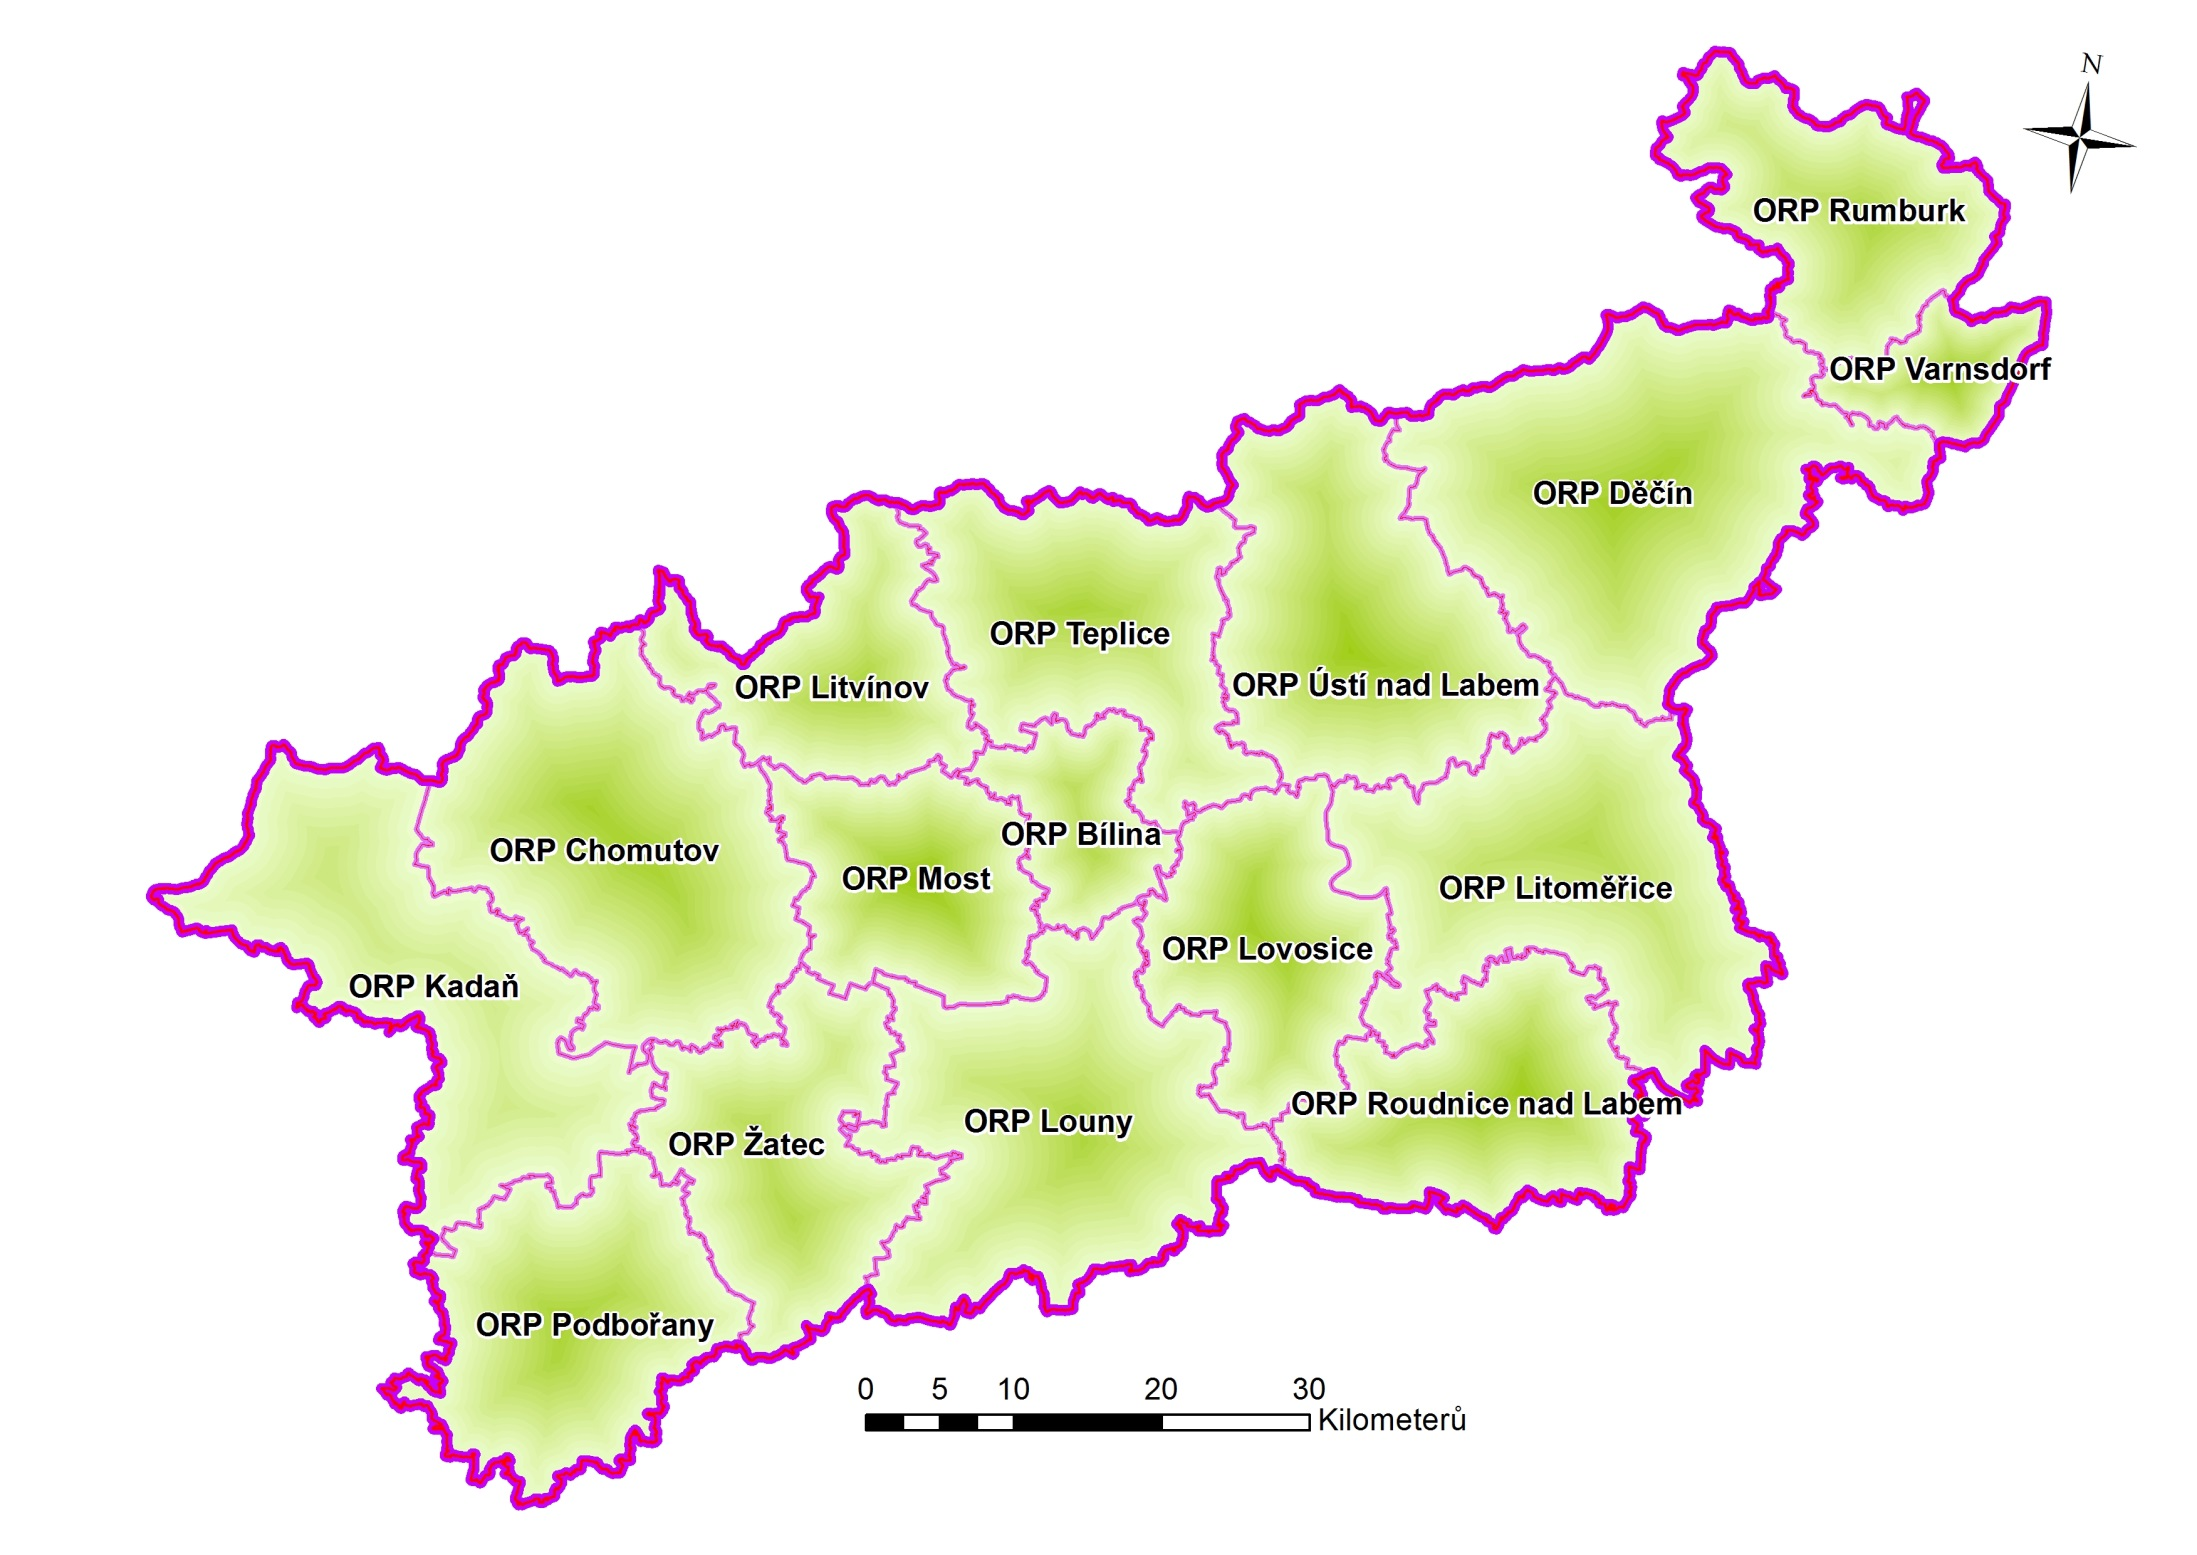 N
ORP Rumburk
ORP Varnsdorf
ORP Děčín
ORP Teplice
ORP Litvínov
ORP Ústí nad Labem
ORP Chomutov
ORP Bílina
ORP Most
ORP Litoměřice
ORP Lovosice
ORP Kadaň
ORP Roudnice nad Labem
ORP Louny
ORP Žatec
ORP Podbořany
0 5 10 20 30
Kilometerů